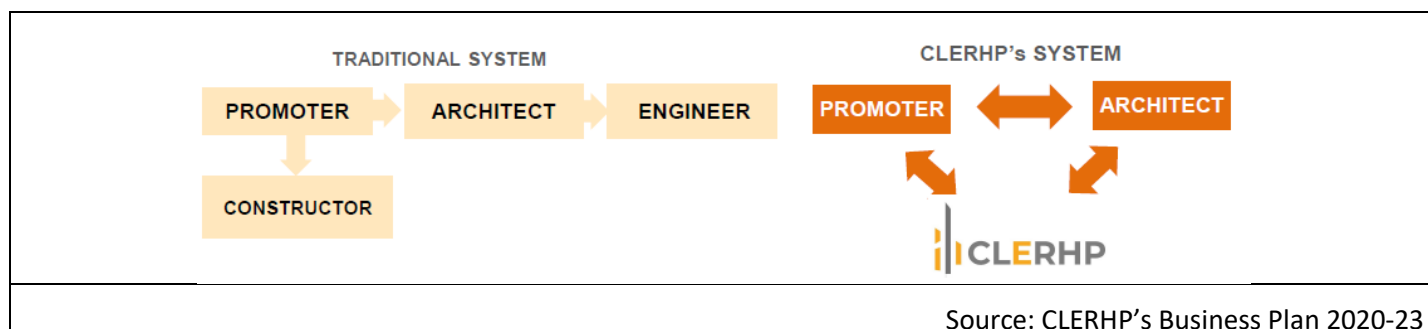 TRADITIONAL SYSTEM
PROMOTER
ARCHITECT
ENGINEER
CONSTRUCTOR
CLERHP's SYSTEM
PROMOTER
ARCHITECT
CLERHP
Source: CLERHP’s Business Plan 2020-23